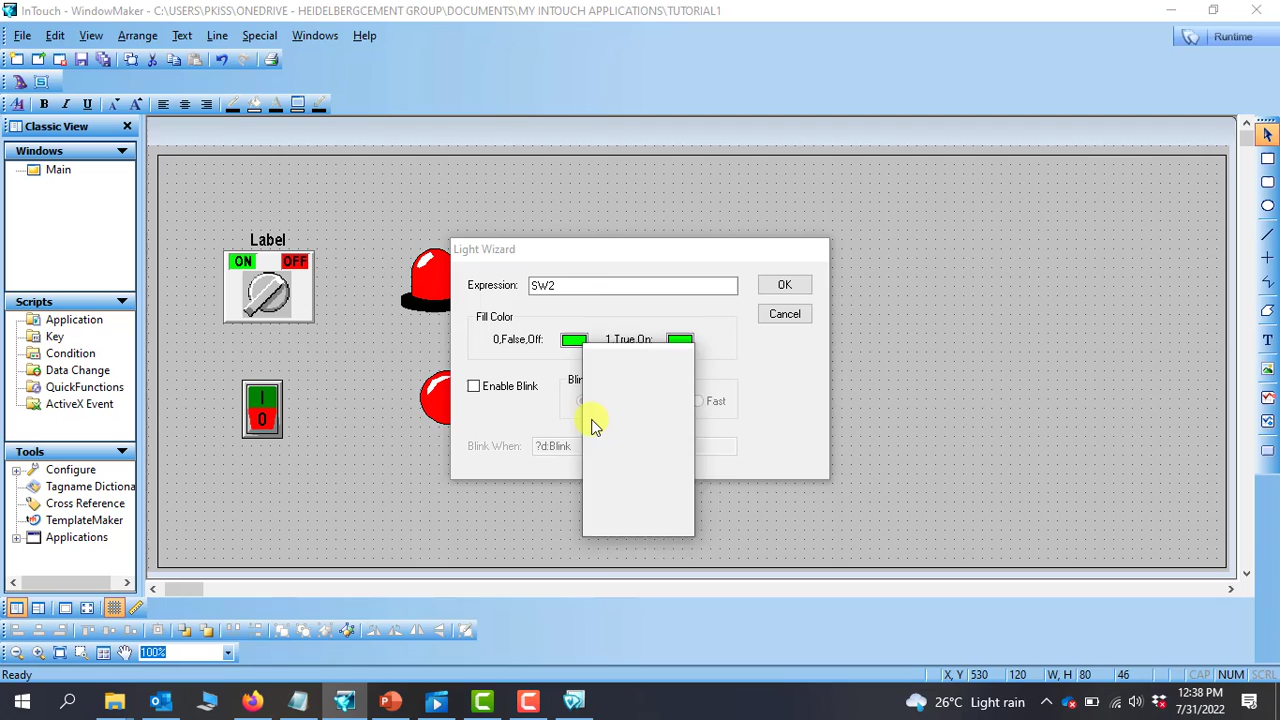 InTouch - WindowMaker - C:\USERS\PKISS\ONEDRIVE - HEIDELBERGCEMENT GROUP\DOCUMENTS\MY INTOUCH APPLICATIONS\TUTORIAL1
File Edit View Arrange Text Line Special Windows Help
Runtime
B I U
Classic View
Windows
Main
Scripts
Application
Key
Condition
Data Change
QuickFunctions
ActiveX Event
Tools
Configure
Tagname Dictiona
Cross Reference
TemplateMaker
Applications
Label
ON OFF
I
0
Light Wizard
Expression: SW2
OK
Fill Color
Cancel
0,False,Off: 1,True,On:
Enable Blink
Fast
Blink When: ?d:Blink
100%
Ready
X, Y 530 120 W, H 80 46 CAP NUM SCRL
26°C Light rain
12:38 PM
7/31/2022